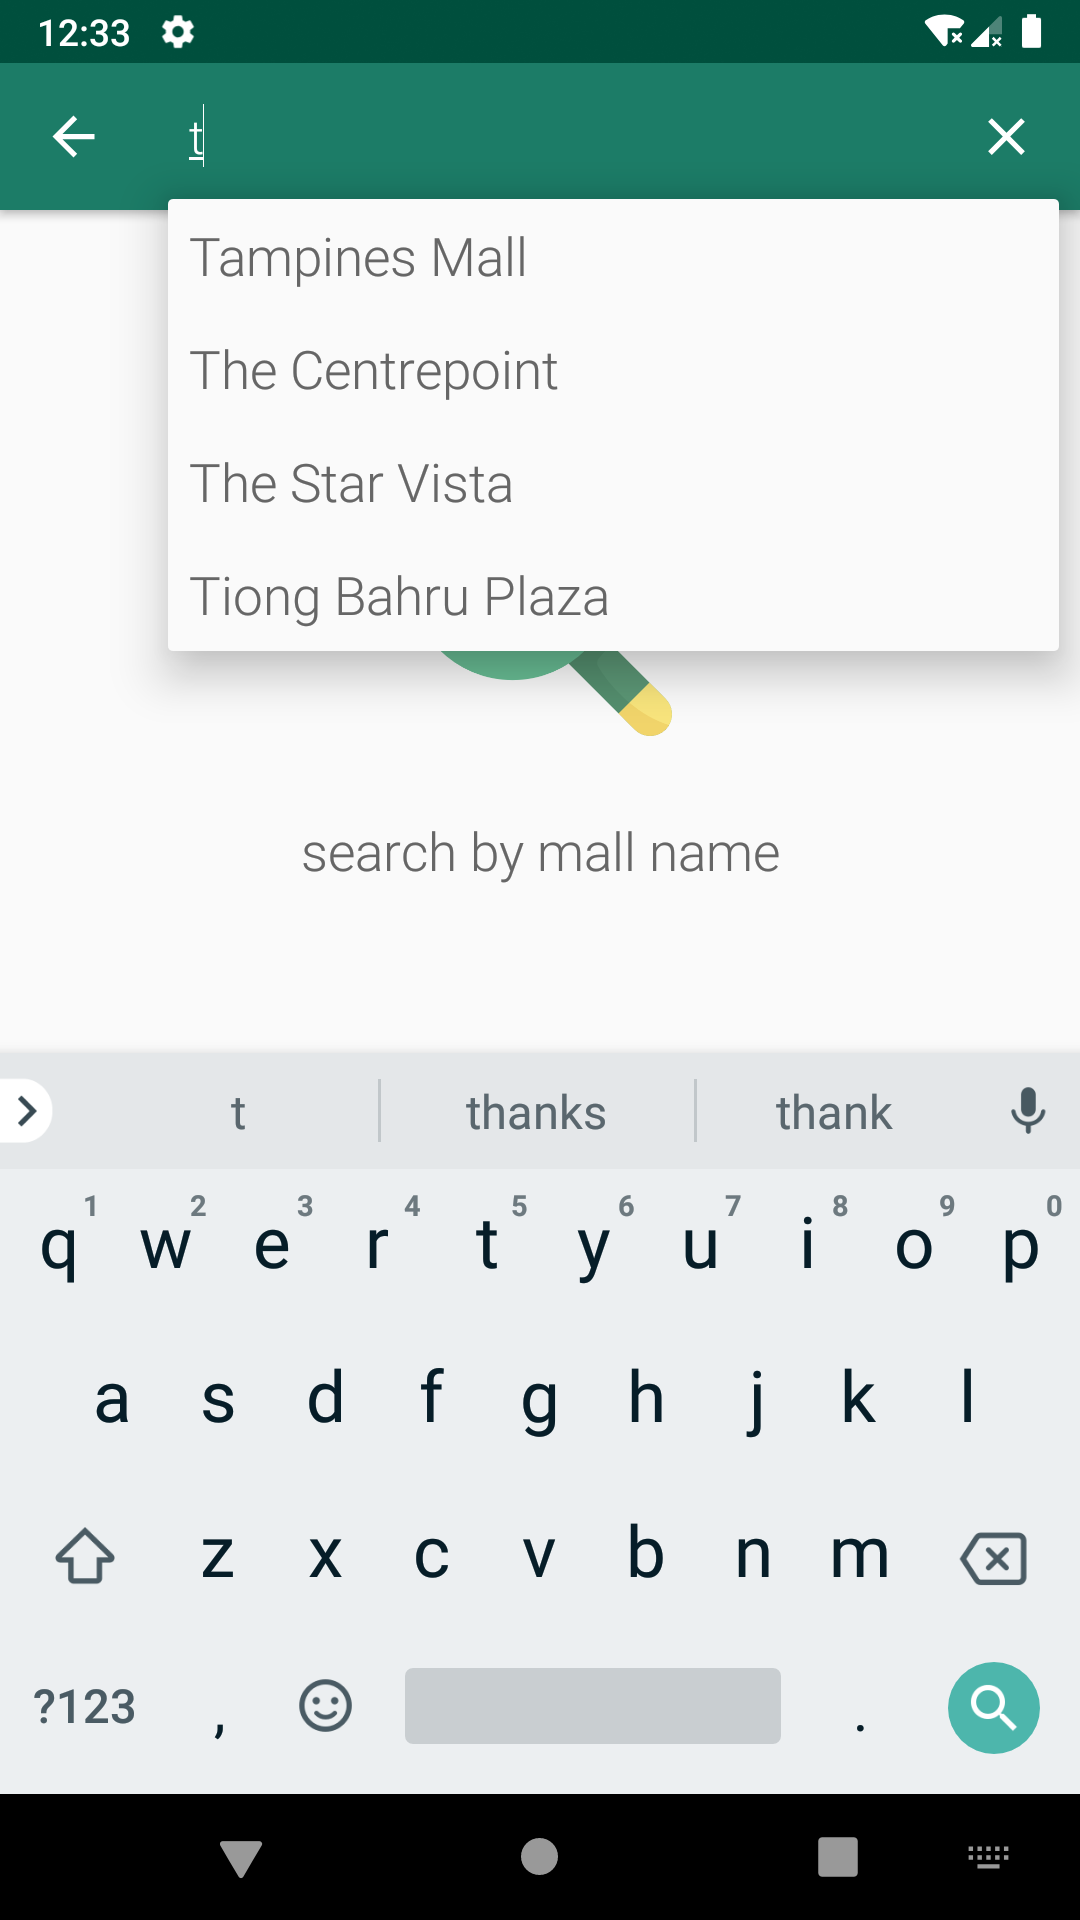 12:33
t
Tampines Mall
The Centrepoint
The Star Vista
Tiong Bahru Plaza
search by mall name
t thanks thank
1 2 3 4 5 6 7 8 9 0
q w e r t y u i o p
a s d f g h j k l
z x c v b n m
?123 , .